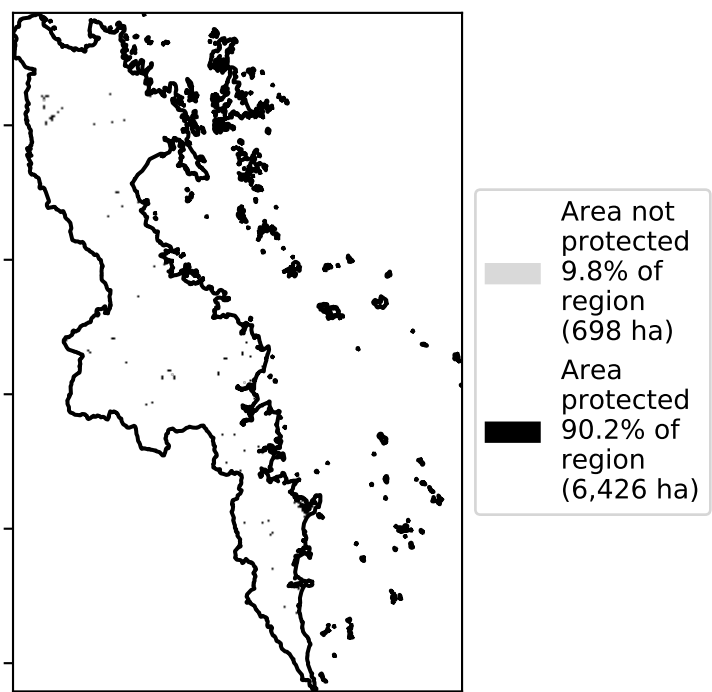 Area not
protected
9.8% of
region
(698 ha)
Area
protected
90.2% of
region
(6,426 ha)